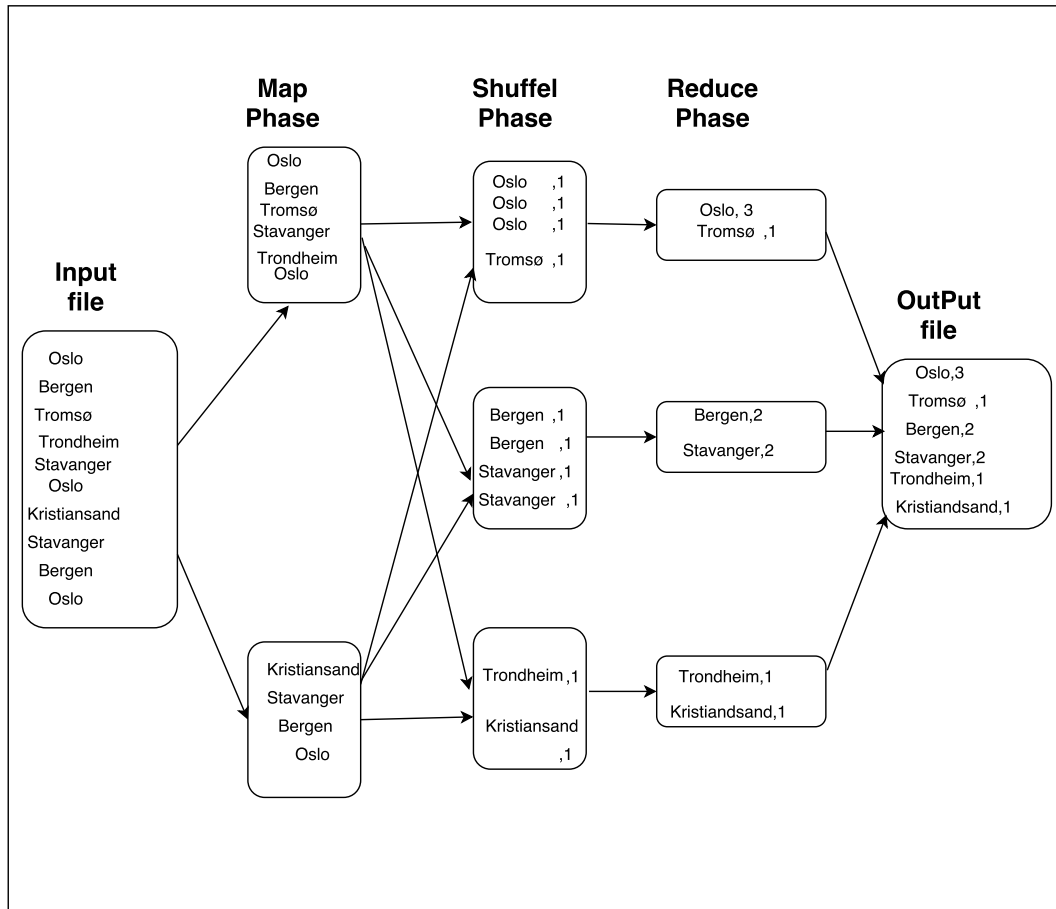 Input
file
Oslo
Bergen
Tromsø
Trondheim
Stavanger
Oslo
Kristiansand
Stavanger
Bergen
Oslo
Map
Phase
Oslo
Bergen
Tromsø
Stavanger
Trondheim
Oslo
Kristiansand
Stavanger
Bergen
Oslo
Shuffel
Phase
Oslo ,1
Oslo ,1
Oslo ,1
Tromsø ,1
Bergen ,1
Bergen ,1
Stavanger ,1
Stavanger ,1
Trondheim ,1
Kristiansand
,1
Reduce
Phase
Oslo, 3
Tromsø ,1
Bergen,2
Stavanger,2
Trondheim,1
Kristiandsand,1
OutPut
file
Oslo,3
Tromsø ,1
Bergen,2
Stavanger,2
Trondheim,1
Kristiandsand,1